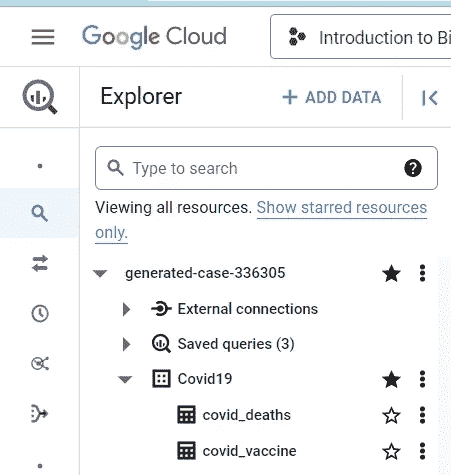 Google Cloud
Introduction to Bi
Explorer
+ ADD DATA
Type to search
Viewing all resources. Show starred resources
only.
generated-case-336305
External connections
Saved queries (3)
Covid19
covid_deaths
covid_vaccine